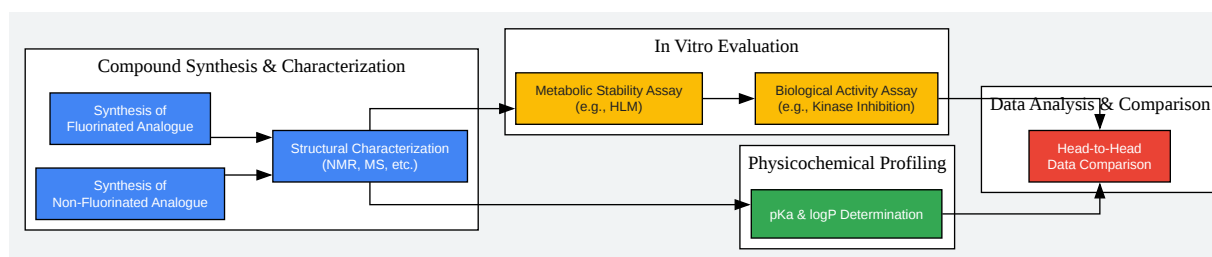 Compound Synthesis & Characterization
Synthesis of
Fluorinated Analogue
Synthesis of
Non-Fluorinated Analogue
Structural Characterization
(NMR, MS, etc.)
In Vitro Evaluation
Metabolic Stability Assay
(e.g., HLM)
Biological Activity Assay
(e.g., Kinase Inhibition)
Physicochemical Profiling
pKa & logP Determination
Data Analysis & Comparison
Head-to-Head
Data Comparison